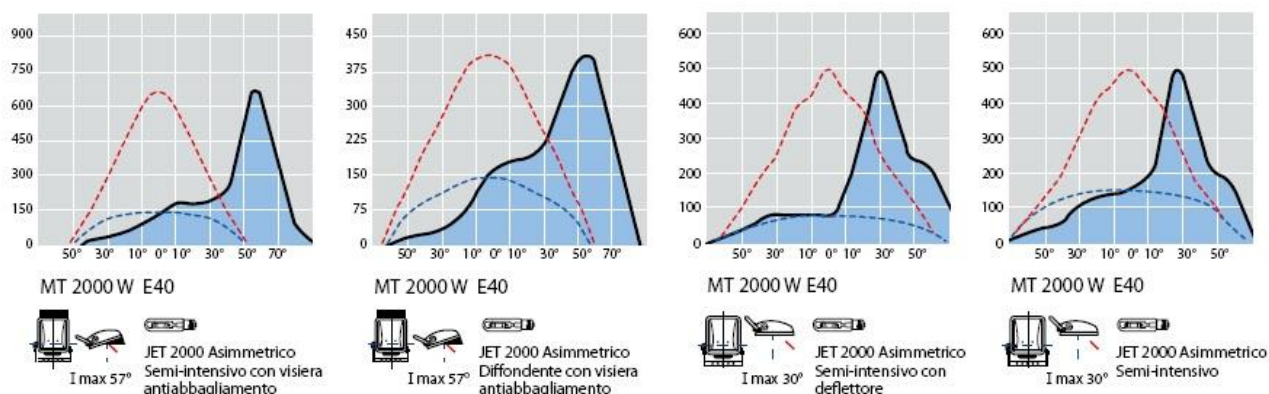 900
750
600
450
300
150
0
50° 30° 10° 0° 10° 30° 50° 70°
MT 2000 W E40
I max 57°
JET 2000 Asimmetrico
Semi-intensivo con visiera
antiabbagliamento
450
375
300
225
150
75
0
50° 30° 10° 0° 10° 30° 50° 70°
MT 2000 W E40
I max 57°
JET 2000 Asimmetrico
Diffondente con visiera
antiabbagliamento
600
500
400
300
200
100
0
50° 30° 10° 0° 10° 30° 50°
MT 2000 W E40
I max 30°
JET 2000 Asimmetrico
Semi-intensivo con
deflettore
600
500
400
300
200
100
0
50° 30° 10° 0° 10° 30° 50°
MT 2000 W E40
I max 30°
JET 2000 Asimmetrico
Semi-intensivo